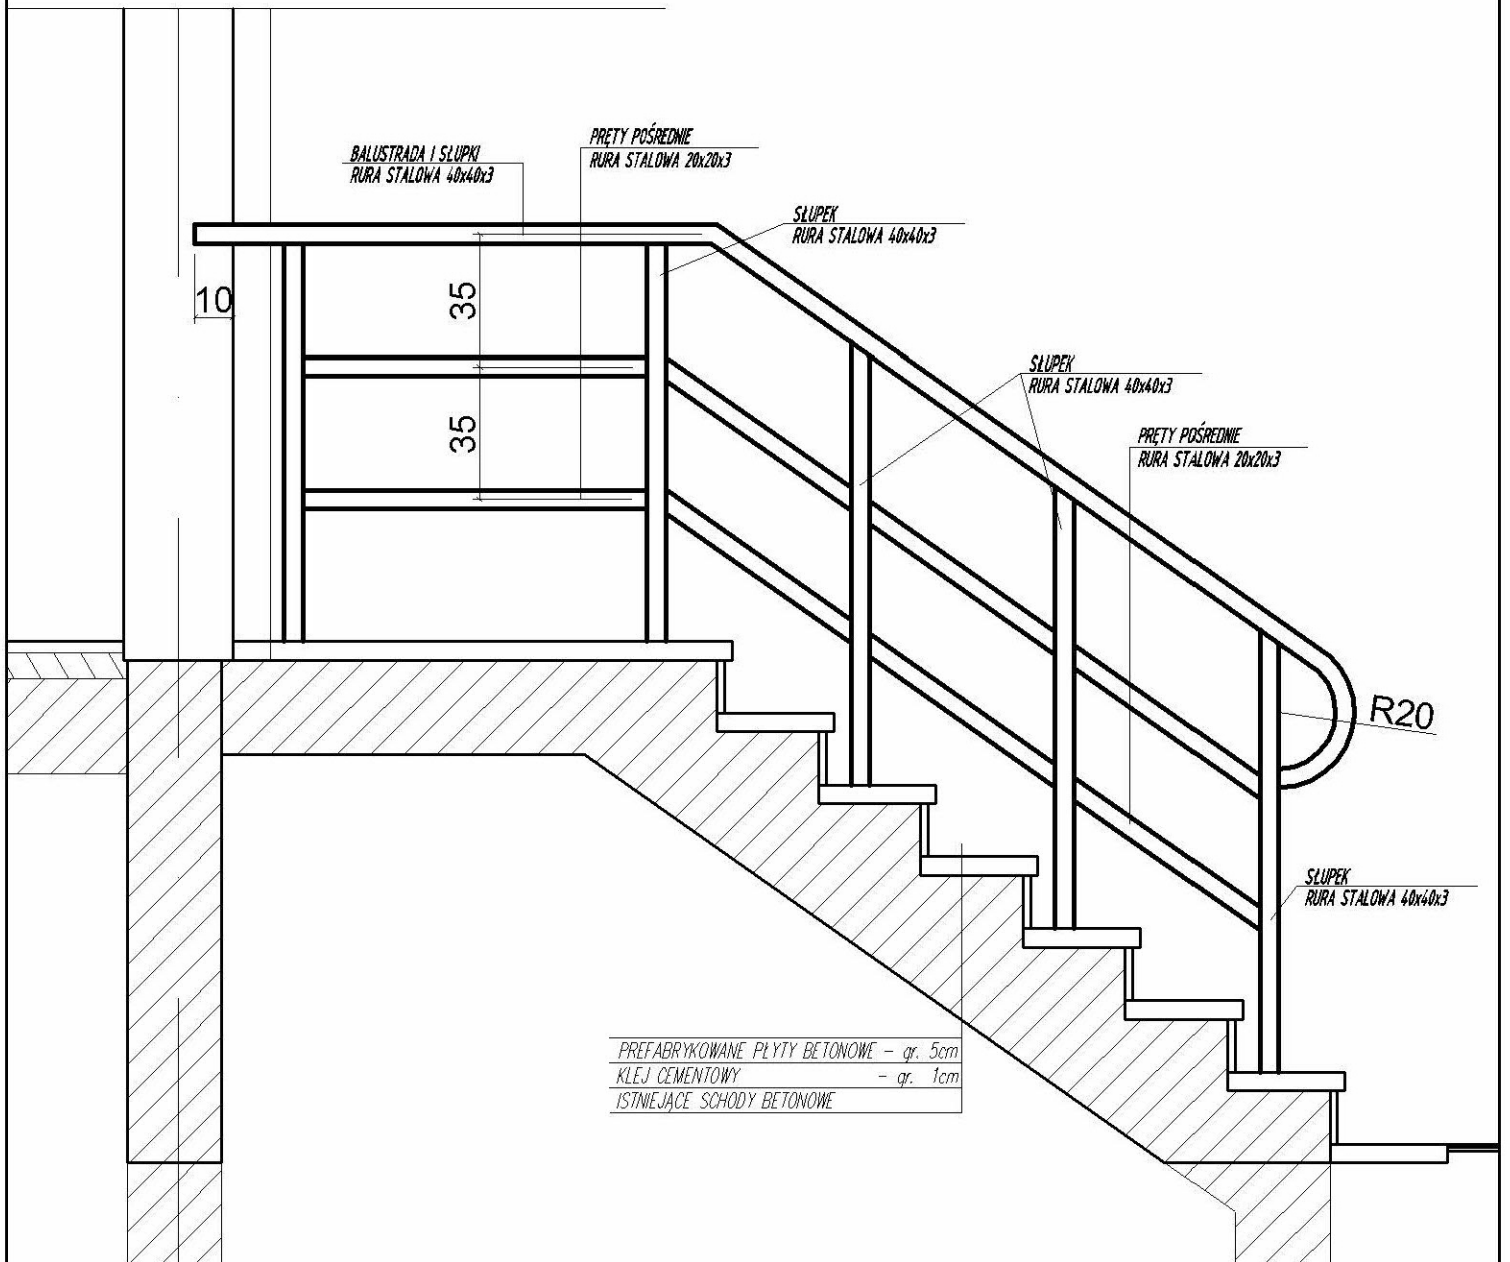 PRĘTY POŚREDNIE
RURA STALOWA 20x20x3
BALUSTRADA I SŁUPKI
RURA STALOWA 40x40x3
SŁUPEK
RURA STALOWA 40x40x3
10
35
35
SŁUPEK
RURA STALOWA 40x40x3
PRĘTY POŚREDNIE
RURA STALOWA 20x20x3
R20
SŁUPEK
RURA STALOWA 40x40x3
PREFABRYKOWANE PŁYTY BETONOWE - gr. 5cm
KLEJ CEMENTOWY - gr. 1cm
ISTNIEJĄCE SCHODY BETONOWE